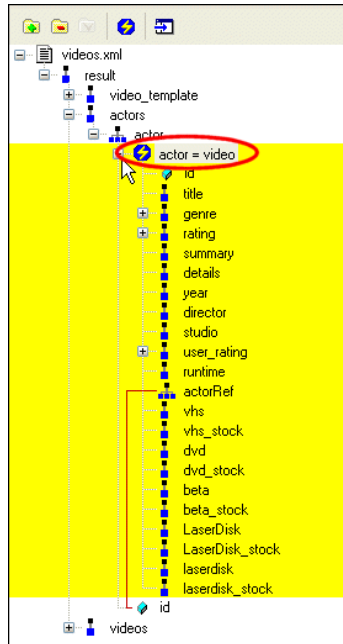 videos.xml
result
video_template
actors
actor
actor = video
id
title
genre
rating
summary
details
year
director
studio
user_rating
runtime
actorRef
vhs
vhs_stock
dvd
dvd_stock
beta
beta_stock
LaserDisk
LaserDisk_stock
laserdisk
laserdisk_stock
id
videos